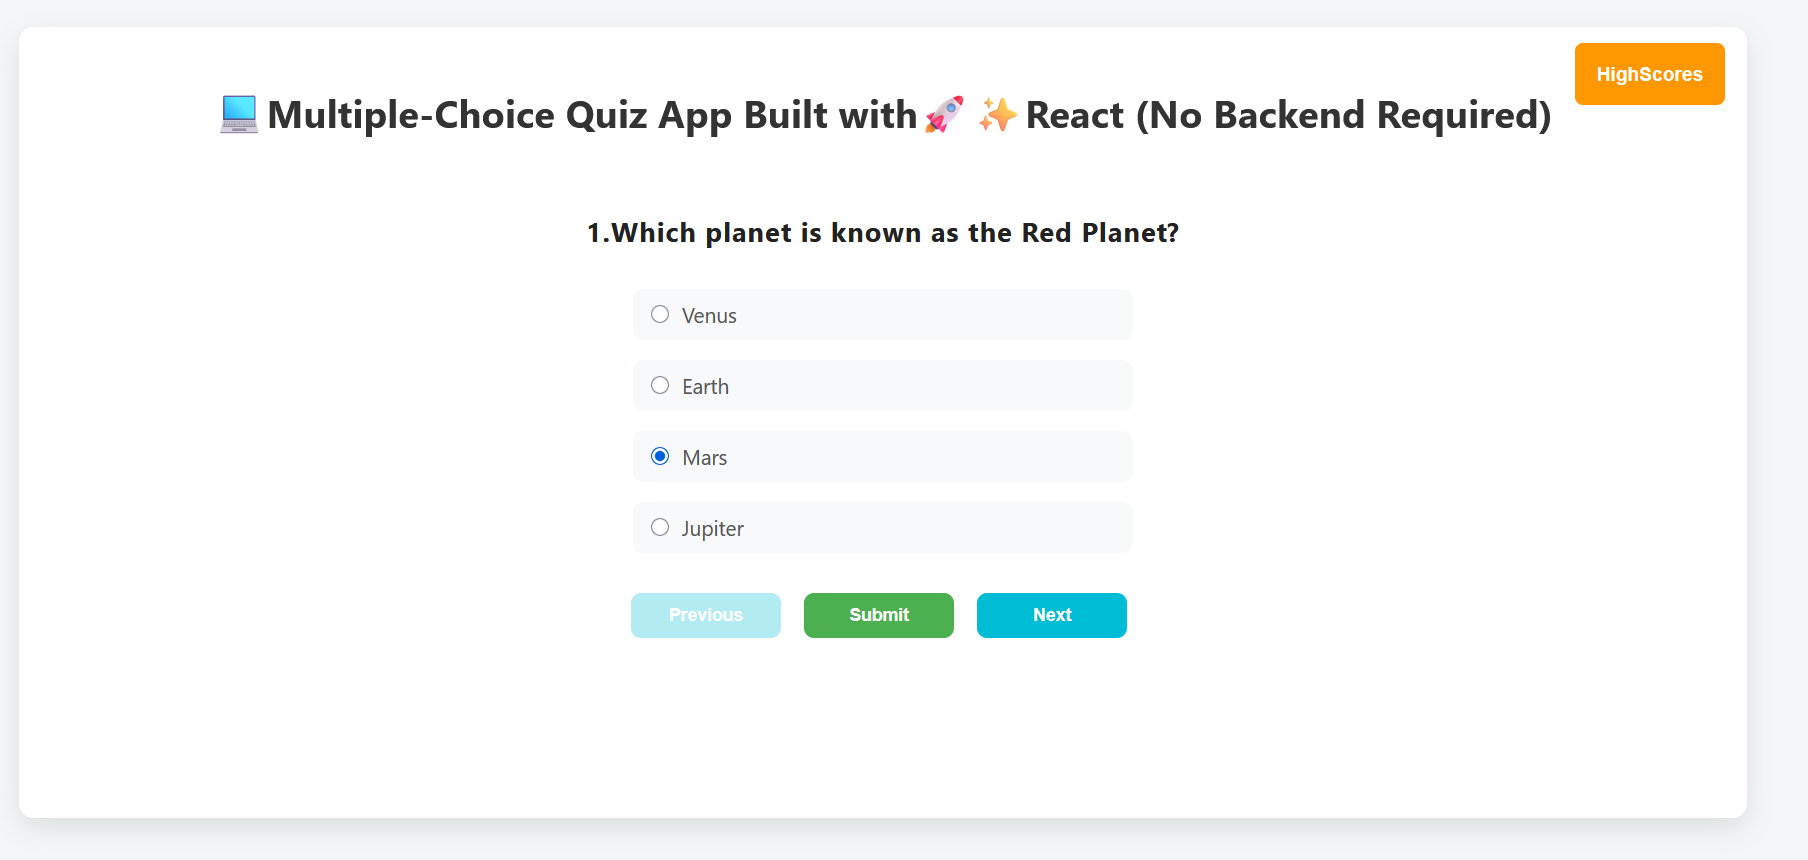 HighScores
💻 Multiple-Choice Quiz App Built with🚀 ✨ React (No Backend Required)
1.Which planet is known as the Red Planet?
Venus
Earth
Mars
Jupiter
Previous Submit Next